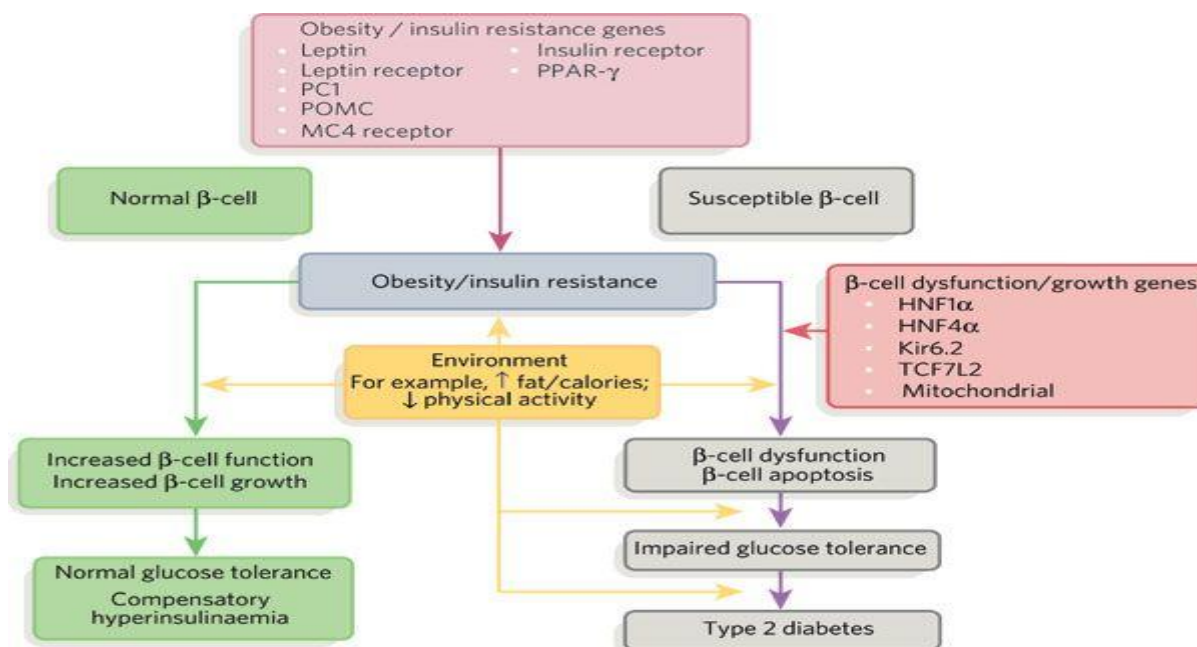 Obesity / insulin resistance genes
• Leptin
• Leptin receptor
• PC1
• POMC
• MC4 receptor
• Insulin receptor
• PPAR-γ
Normal β-cell
Susceptible β-cell
Obesity/insulin resistance
β-cell dysfunction/growth genes
• HNF1α
• HNF4α
• Kir6.2
• TCF7L2
• Mitochondrial
Environment
For example, ↑ fat/calories;
↓ physical activity
Increased β-cell function
Increased β-cell growth
β-cell dysfunction
β-cell apoptosis
Normal glucose tolerance
Compensatory
hyperinsulinaemia
Impaired glucose tolerance
Type 2 diabetes